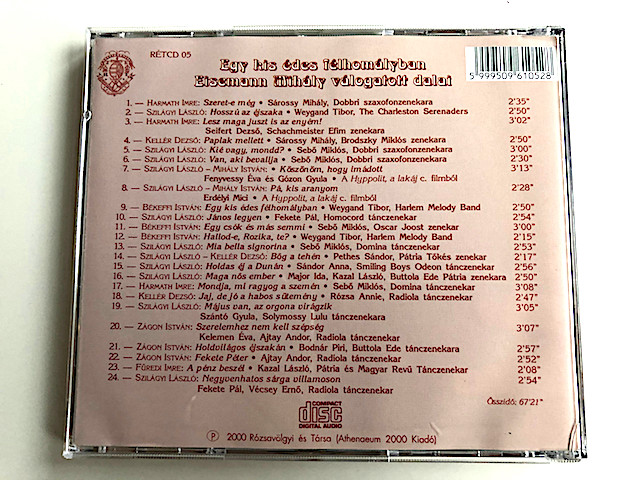 RÉTCD 05
Egy kis édes félhomályban
Eisemann Mihály válogatott dalai
5 999509 610528
1. — HARMATH IMRE: Szeret-e még • Sárossy Mihály, Dobbri szaxofonzenekara 2'35"
2. — SZILÁGYI LÁSZLÓ: Hosszú az éjszaka • Weygand Tibor, The Charleston Serenaders 2'50"
3. — HARMATH IMRE: Lesz maga juszt is az enyém! 3'02"
Seifert Dezső, Schachmeister Efim zenekara
4. — KELLÉR DEZSŐ: Paplak mellett • Sárossy Mihály, Brodszky Miklós zenekara 2'50"
5. — SZILÁGYI LÁSZLÓ: Kié vagy, mondd? • Sebő Miklós, Dobbri szaxofonzenekara 3'00"
6. — SZILÁGYI LÁSZLÓ: Van, aki bevallja • Sebő Miklós, Dobbri szaxofonzenekara 2'30"
7. — SZILÁGYI LÁSZLÓ – MIHÁLY ISTVÁN: Köszönöm, hogy imádott 3'13"
Fenyvessy Éva és Gózon Gyula • A Hyppolit, a lakáj c. filmből
8. — SZILÁGYI LÁSZLÓ – MIHÁLY ISTVÁN: Pá, kis aranyom 2'28"
Erdélyi Mici • A Hyppolit, a lakáj c. filmből
9. — BÉKEFFI ISTVÁN: Egy kis édes félhomályban • Weygand Tibor, Harlem Melody Band 2'50"
10. — SZILÁGYI LÁSZLÓ: János legyen • Fekete Pál, Homocord tánczenekar 2'54"
11. — BÉKEFFI ISTVÁN: Egy csók és más semmi • Sebő Miklós, Oscar Joost zenekar 3'00"
12. — BÉKEFFI ISTVÁN: Hallod-e, Rozika, te? • Weygand Tibor, Harlem Melody Band 2'15"
13. — SZILÁGYI LÁSZLÓ: Mia bella signorina • Sebő Miklós, Domina tánczenekar 2'53"
14. — SZILÁGYI LÁSZLÓ – KELLÉR DEZSŐ: Bőg a tehén • Pethes Sándor, Pátria Tőkés zenekar 2'17"
15. — SZILÁGYI LÁSZLÓ: Holdas éj a Dunán • Sándor Anna, Smiling Boys Odeon tánczenekar 2'56"
16. — SZILÁGYI LÁSZLÓ: Maga nős ember • Major Ida, Kazal László, Buttola Ede Pátria zenekara 2'50"
17. — HARMATH IMRE: Mondja, mi ragyog a szemén • Sebő Miklós, Domina tánczenekar 3'08"
18. — KELLÉR DEZSŐ: Jaj, de jó a habos sütemény • Rózsa Annie, Radiola tánczenekar 2'47"
19. — SZILÁGYI LÁSZLÓ: Május van, az orgona virágzik 3'05"
Szántó Gyula, Solymossy Lulu tánczenekara
20. — ZÁGON ISTVÁN: Szerelemhez nem kell szépség 3'07"
Kelemen Éva, Ajtay Andor, Radiola tánczenekar
21. — ZÁGON ISTVÁN: Holdvilágos éjszakán • Bodnár Piri, Buttola Ede tánczenekara 2'57"
22. — ZÁGON ISTVÁN: Fekete Péter • Ajtay Andor, Radiola tánczenekar 2'52"
23. — FÜREDI IMRE: A pénz beszél • Kazal László, Pátria és Magyar Revü Tánczenekar 2'08"
24. — SZILÁGYI LÁSZLÓ: Negyvenhatos sárga villamoson 2'54"
Fekete Pál, Vécsey Ernő, Radiola tánczenekar
Összidő: 67'21"
COMPACT
disc
DIGITAL AUDIO
℗ 2000 Rózsavölgyi és Társa (Athenaeum 2000 Kiadó)